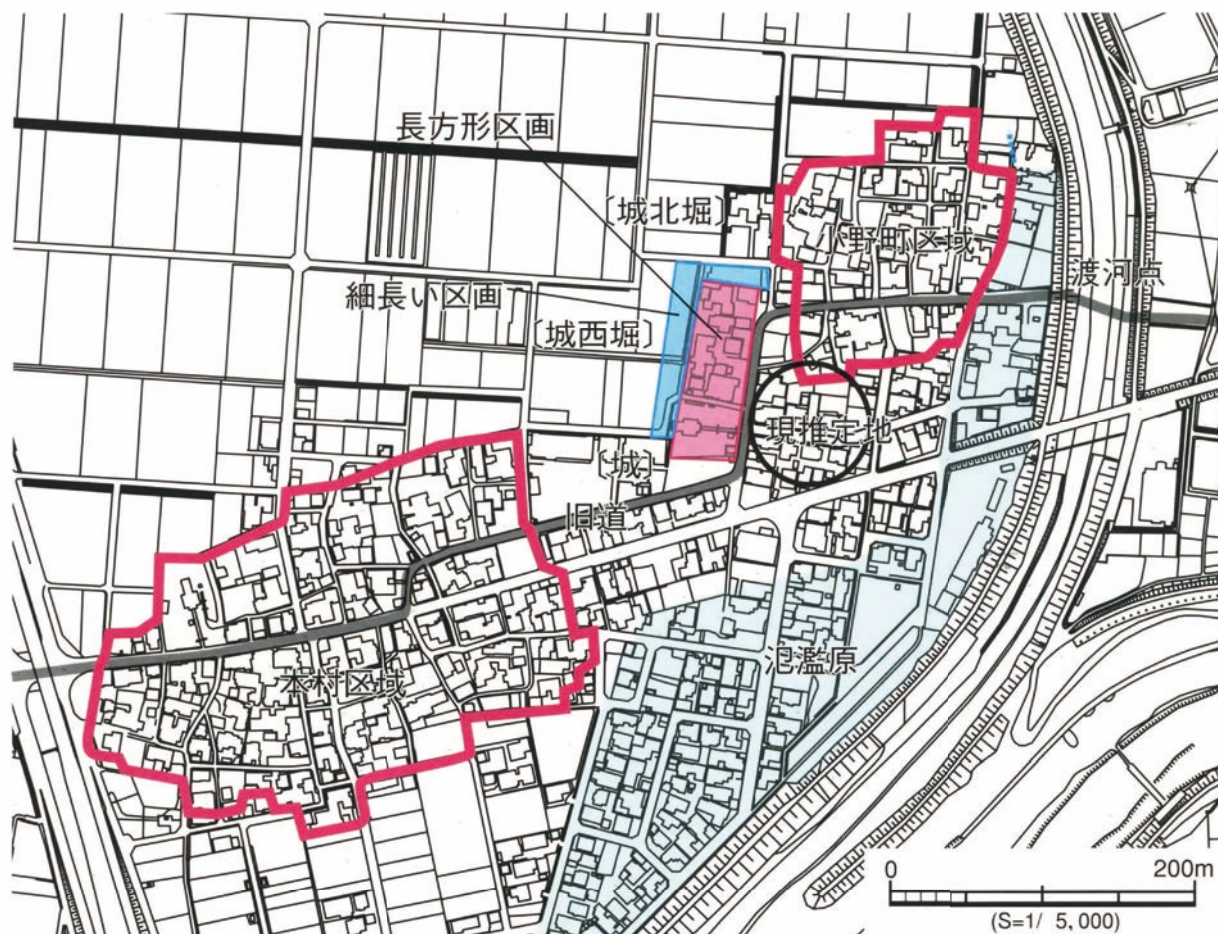 長方形区画
〔城北堀〕
小野町区域
渡河点
細長い区画
〔城西堀〕
現推定地
〔城〕
旧道
氾濫原
本村区域
0 200m
(S=1/ 5,000)